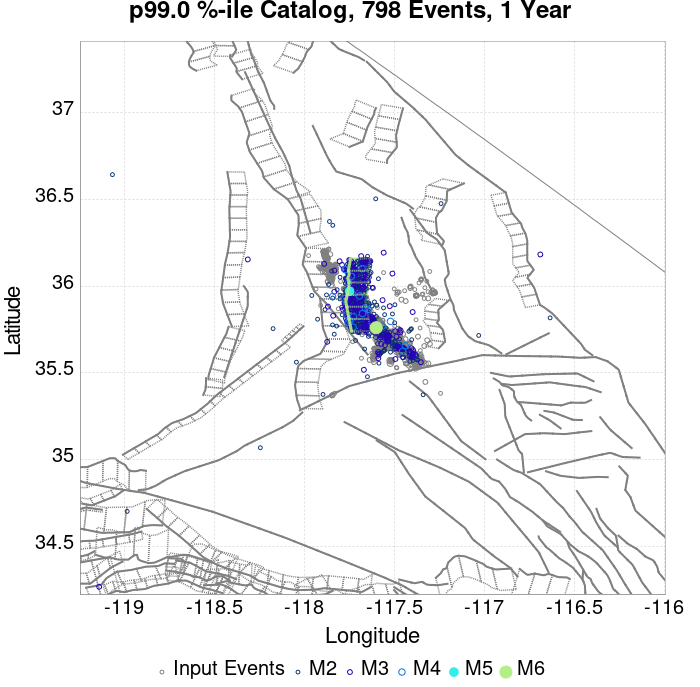 p99.0 %-ile Catalog, 798 Events, 1 Year
Latitude
37
36.5
36
35.5
35
34.5
-119 -118.5 -118 -117.5 -117 -116.5 -116
Longitude
Input Events M2 M3 M4 M5 M6